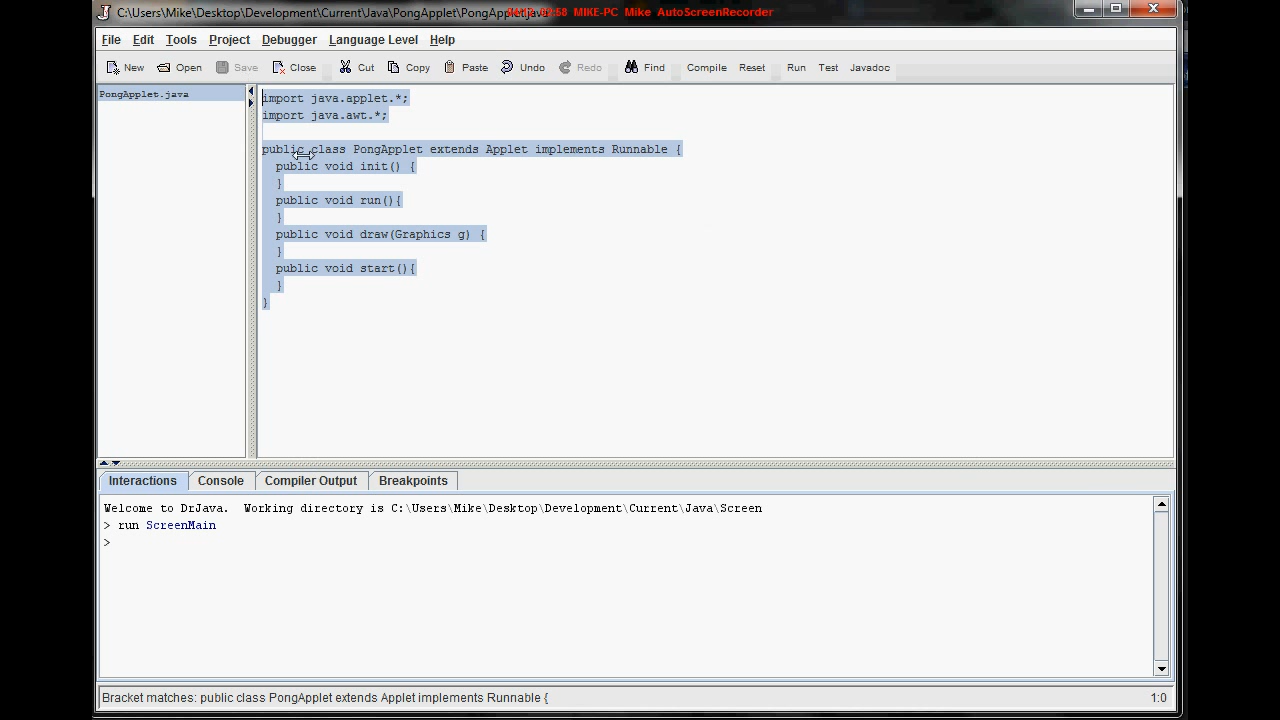 C:\Users\Mike\Desktop\Development\Current\Java\PongApplet\PongApplet.java
:58 MIKE-PC Mike AutoScreenRecorder
File Edit Tools Project Debugger Language Level Help
New Open Save Close Cut Copy Paste Undo Redo Find Compile Reset Run Test Javadoc
PongApplet.java
import java.applet.*;
import java.awt.*;
public class PongApplet extends Applet implements Runnable {
public void init() {
}
public void run(){
}
public void draw(Graphics g) {
}
public void start(){
}
}
Interactions Console Compiler Output Breakpoints
Welcome to DrJava. Working directory is C:\Users\Mike\Desktop\Development\Current\Java\Screen
> run ScreenMain
>
Bracket matches: public class PongApplet extends Applet implements Runnable {
1:0